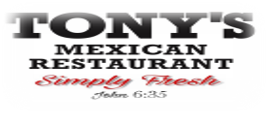 TONY'S
MEXICAN
RESTAURANT
Simply Fresh
John 6:35